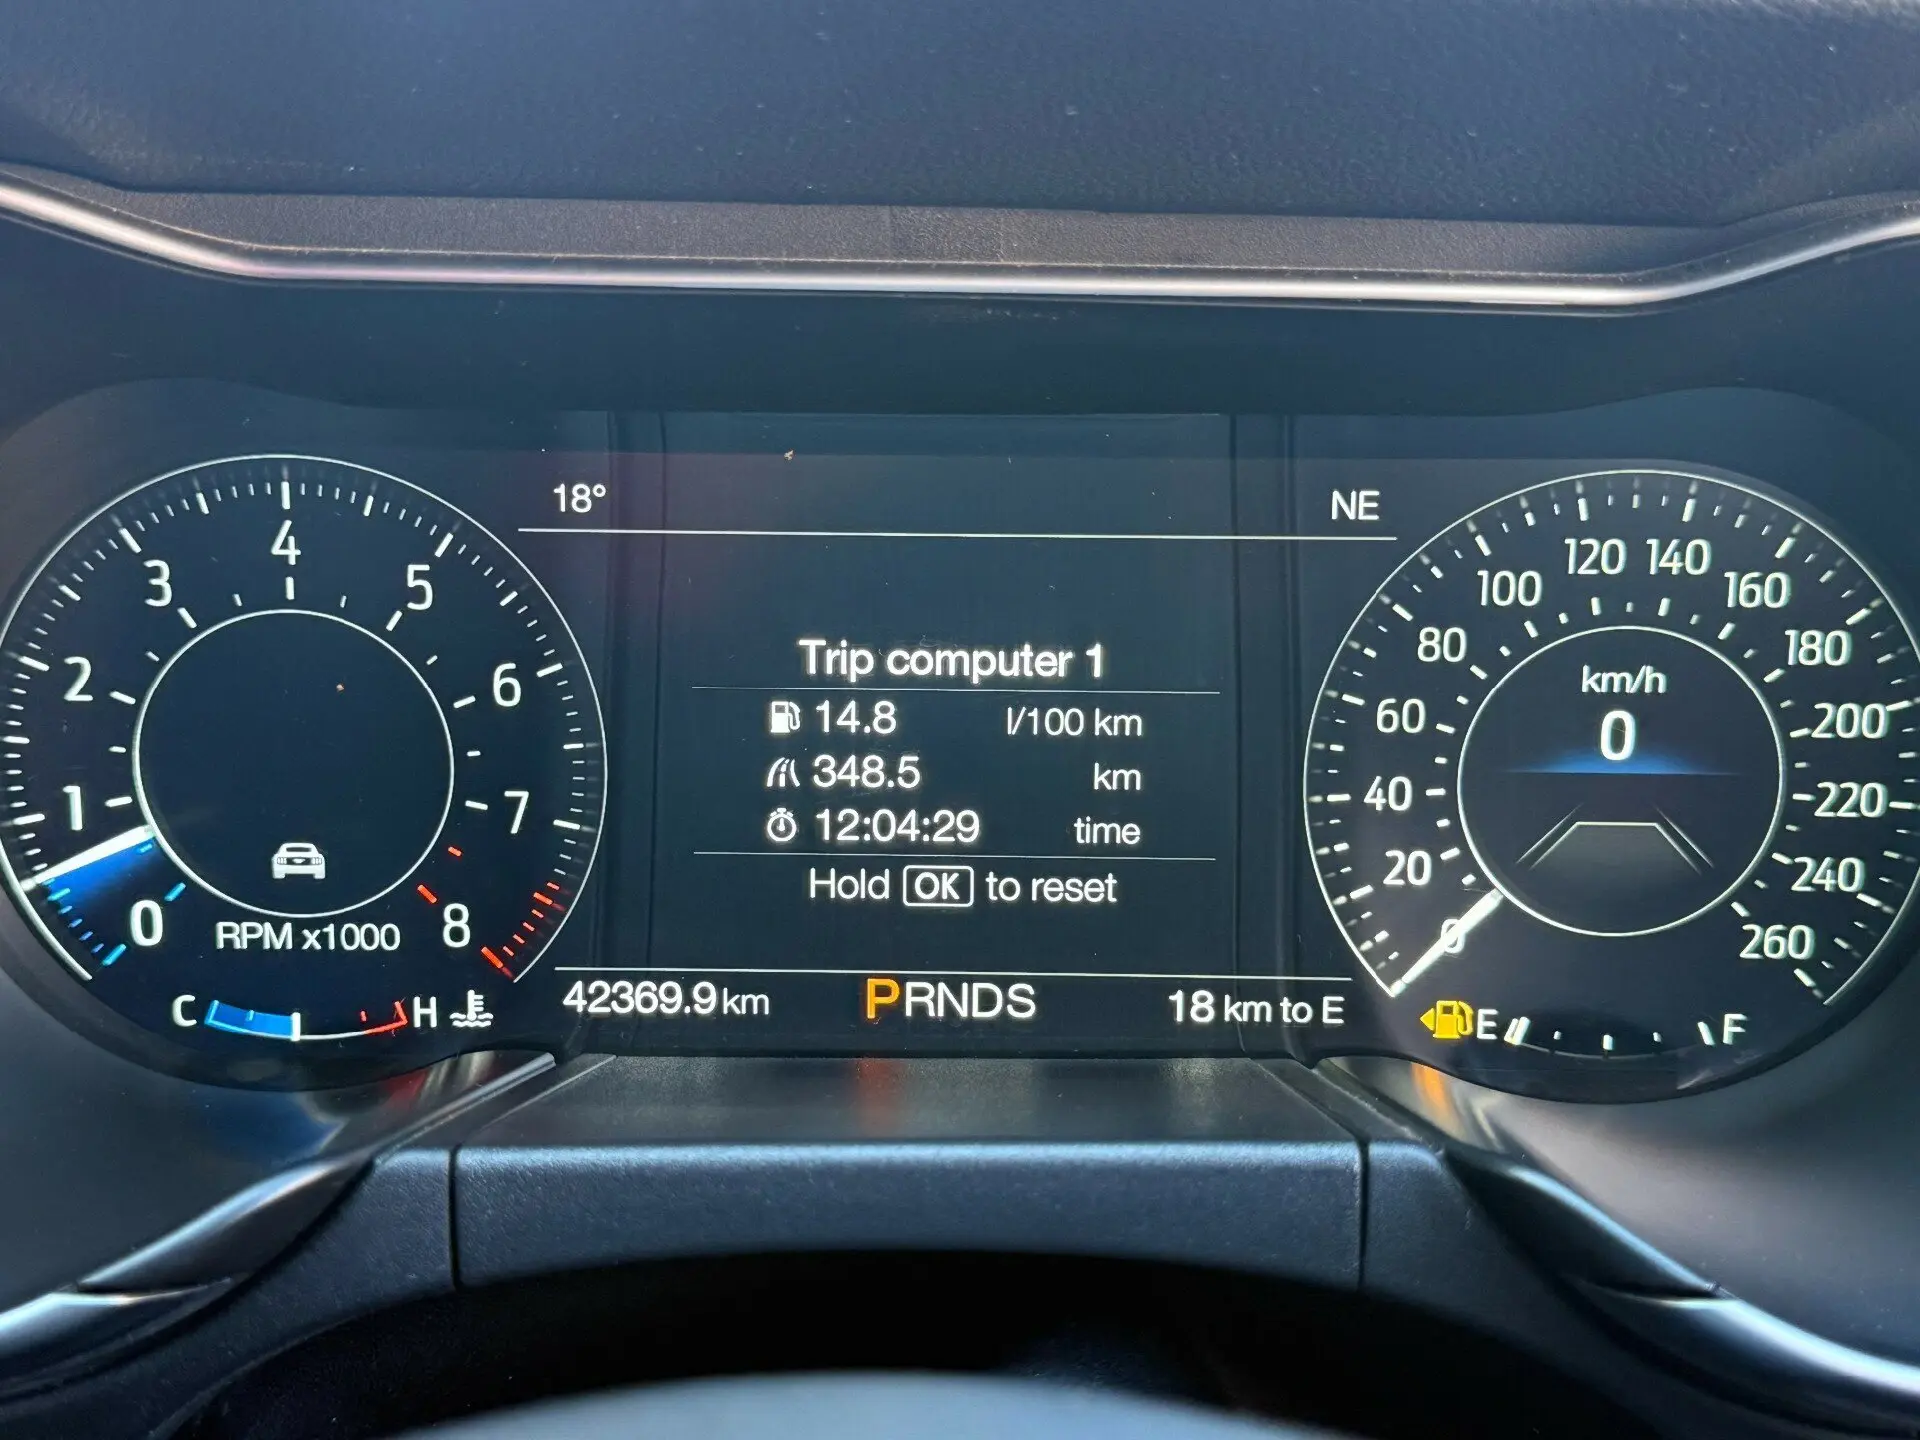 18°
NE
0
1
2
3
4
5
6
7
8
RPM x1000
C
H
Trip computer 1
14.8 l/100 km
348.5 km
12:04:29 time
Hold OK to reset
42369.9 km
PRNDS
18 km to E
0
20
40
60
80
100
120
140
160
180
200
220
240
260
km/h
0
E
F